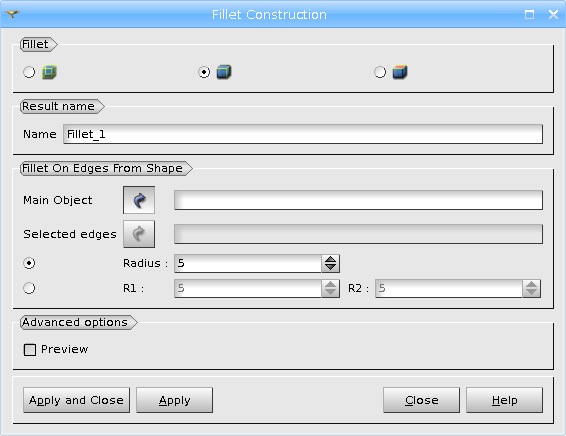 Fillet Construction
Fillet
Result name
Name Fillet_1
Fillet On Edges From Shape
Main Object
Selected edges
Radius : 5
R1 : 5 R2 : 5
Advanced options
Preview
Apply and Close Apply Close Help